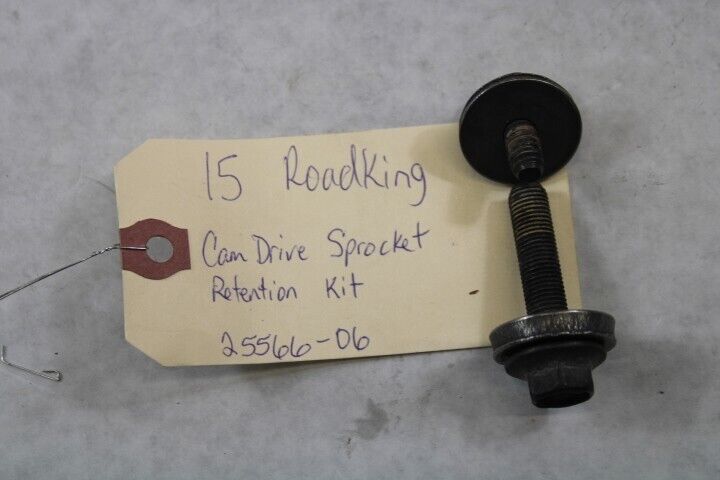 15 RoadKing
Cam Drive Sprocket
Retention Kit
25566-06